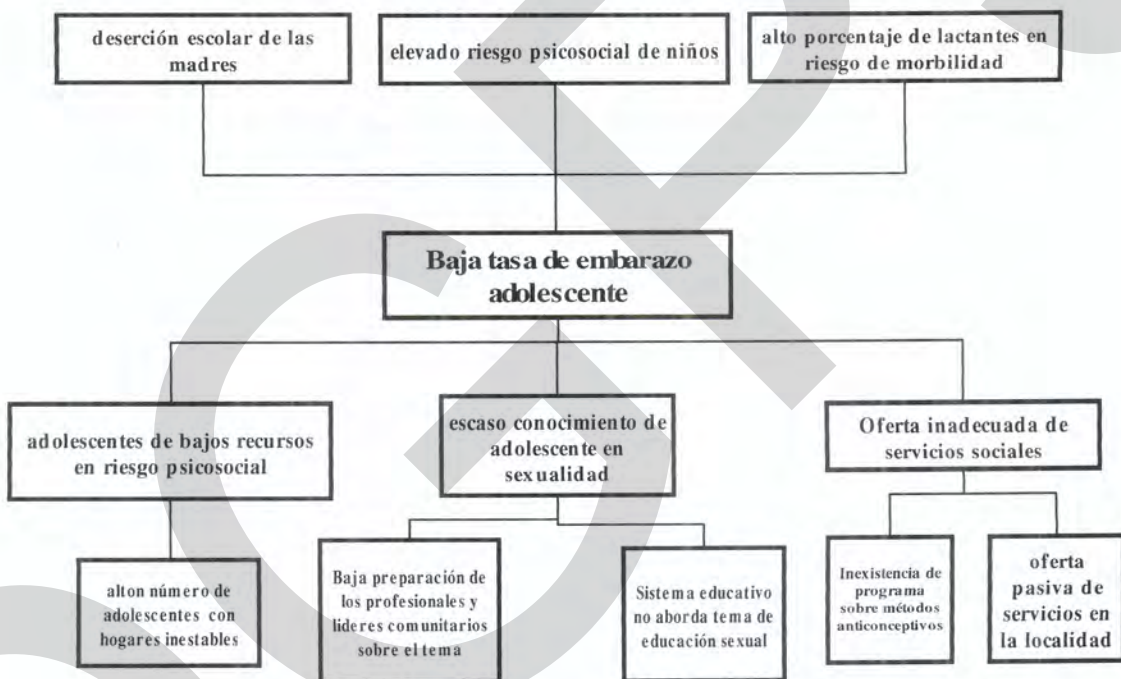 deserción escolar de las
madres
elevado riesgo psicosocial de niños
alto porcentaje de lactantes en
riesgo de morbilidad
Baja tasa de embarazo
adolescente
adolescentes de bajos recursos
en riesgo psicosocial
escaso conocimiento de
adolescente en
sexualidad
Oferta inadecuada de
servicios sociales
alton número de
adolescentes con
hogares inestables
Baja preparación de
los profesionales y
lideres comunitarios
sobre el tema
Sistema educativo
no aborda tema de
educación sexual
Inexistencia de
programa
sobre métodos
anticonceptivos
oferta
pasiva de
servicios en
la localidad